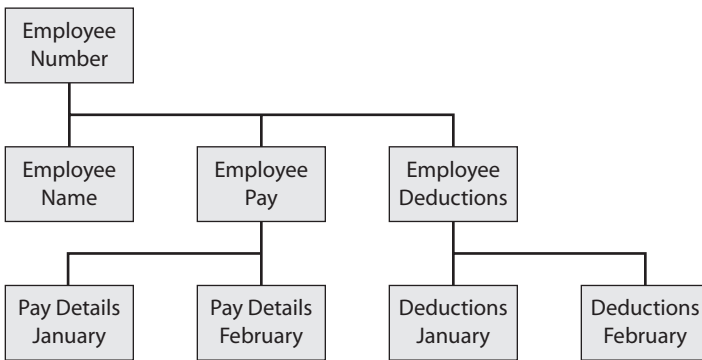 Employee
Number
Employee
Name
Employee
Pay
Employee
Deductions
Pay Details
January
Pay Details
February
Deductions
January
Deductions
February